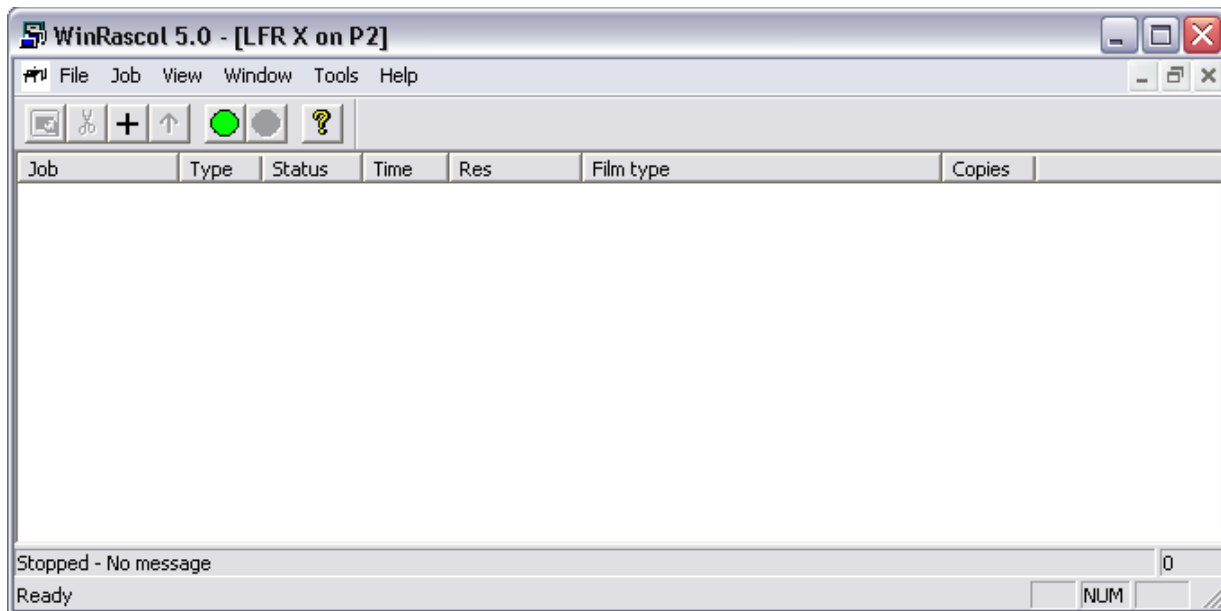 WinRascol 5.0 - [LFR X on P2]
File Job View Window Tools Help
Job Type Status Time Res Film type Copies
Stopped - No message 0
Ready NUM